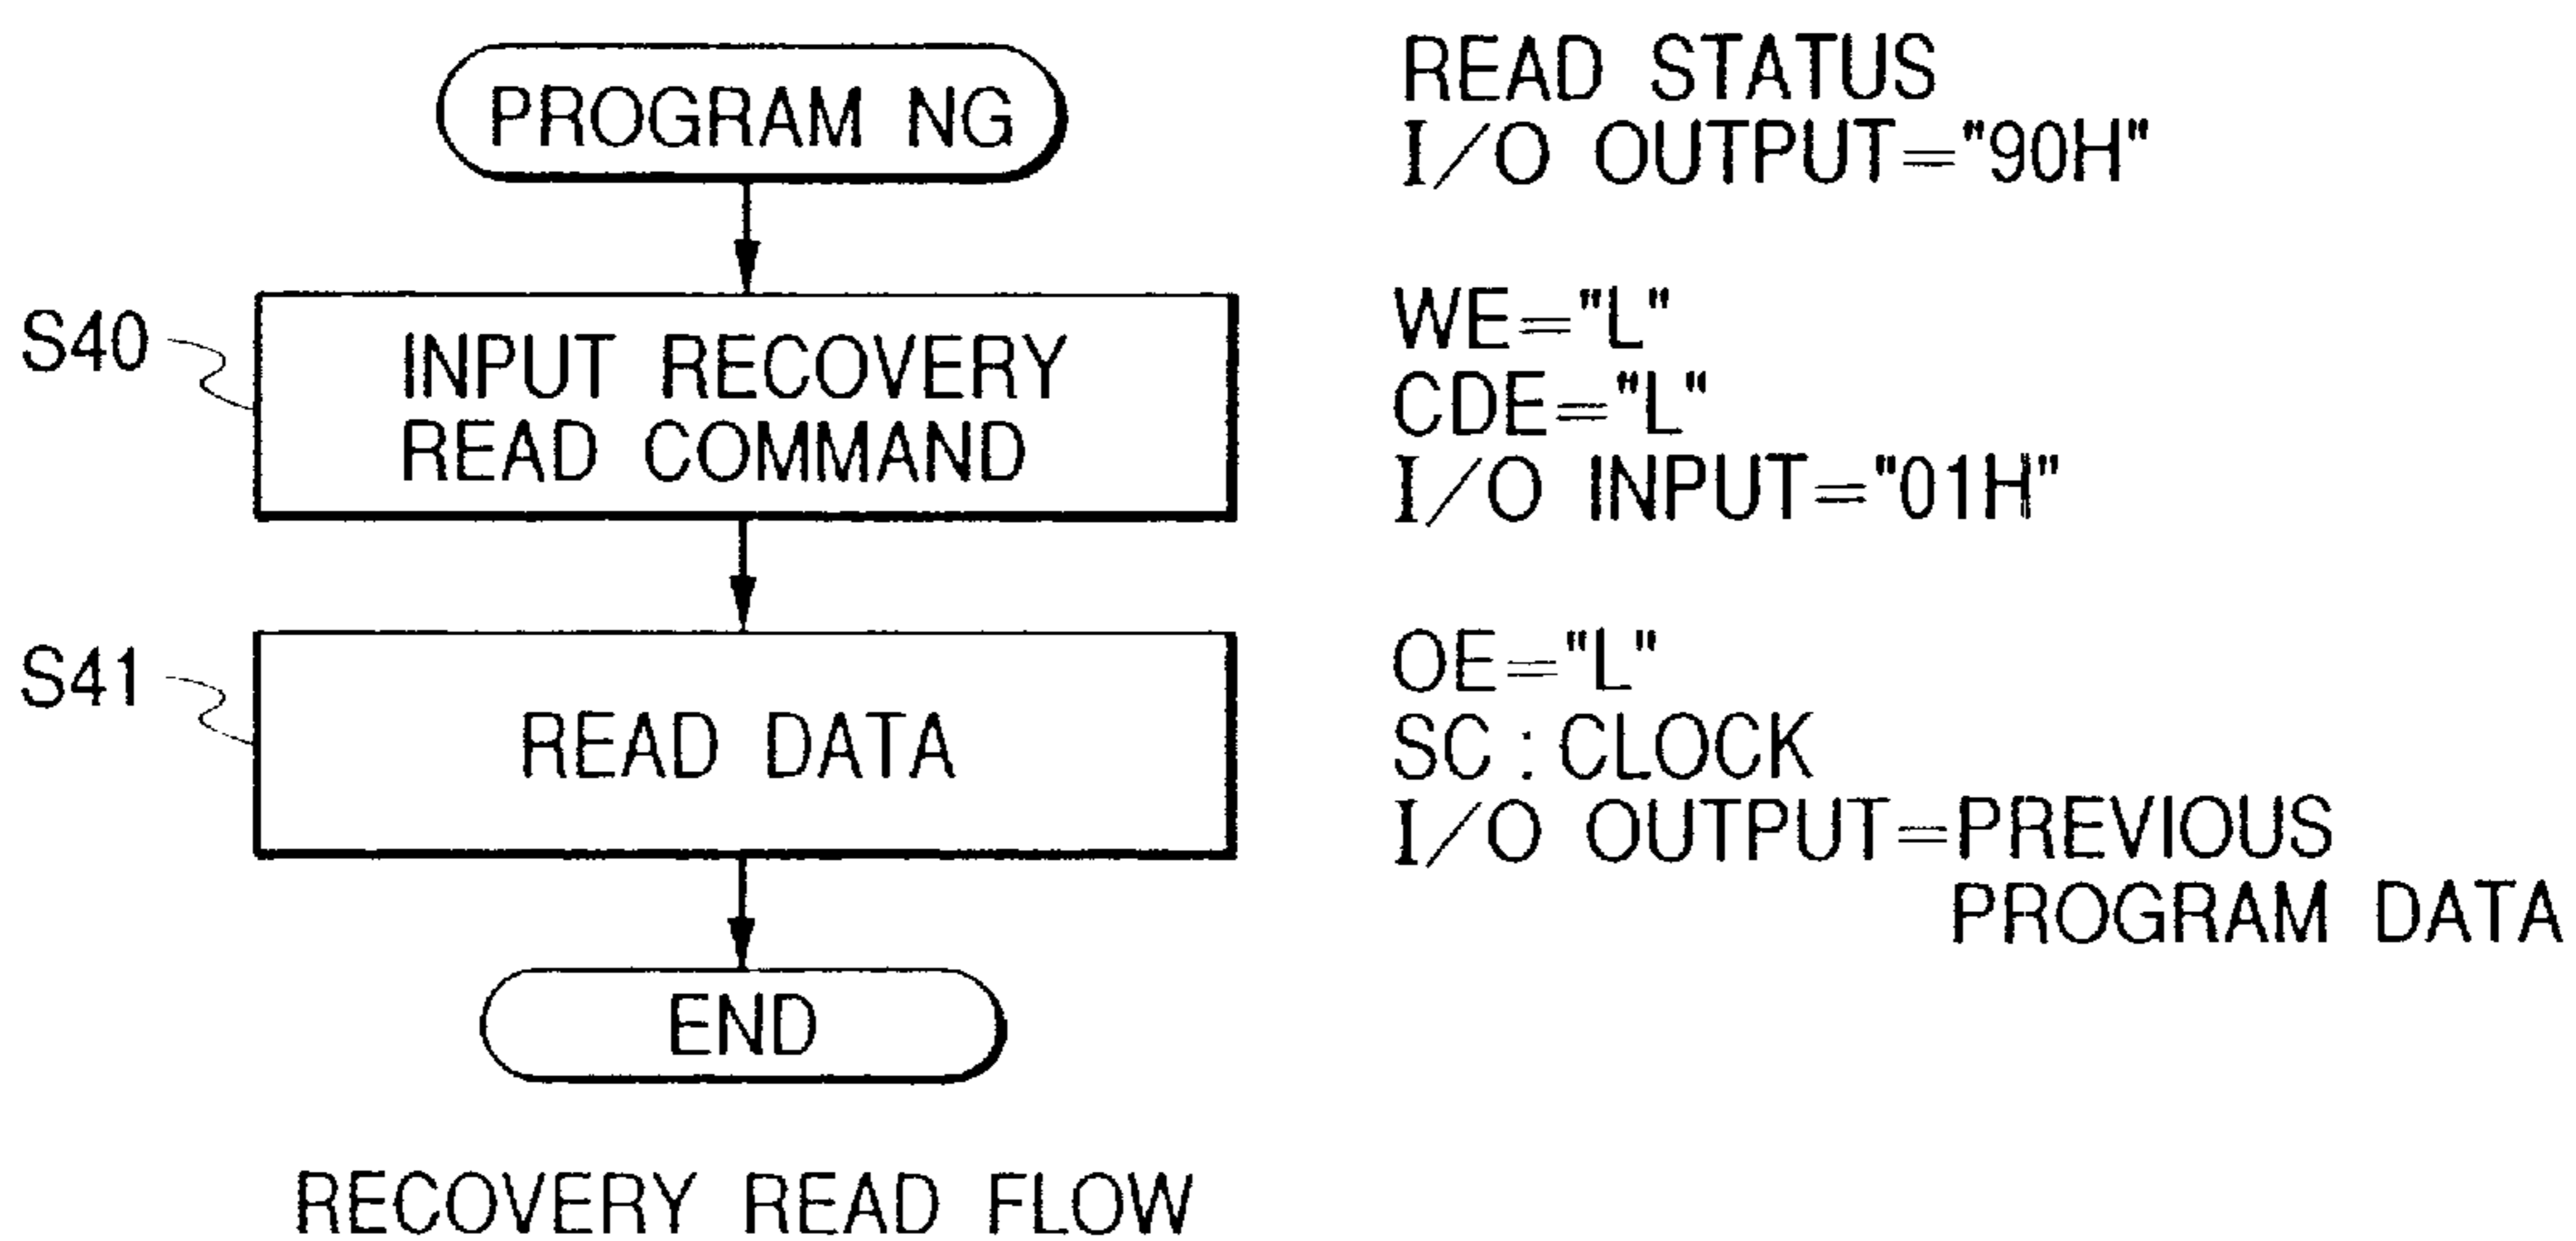 PROGRAM NG
READ STATUS
I/O OUTPUT="90H"
S40
INPUT RECOVERY
READ COMMAND
WE="L"
CDE="L"
I/O INPUT="01H"
S41
READ DATA
OE="L"
SC:CLOCK
I/O OUTPUT=PREVIOUS
PROGRAM DATA
END
RECOVERY READ FLOW